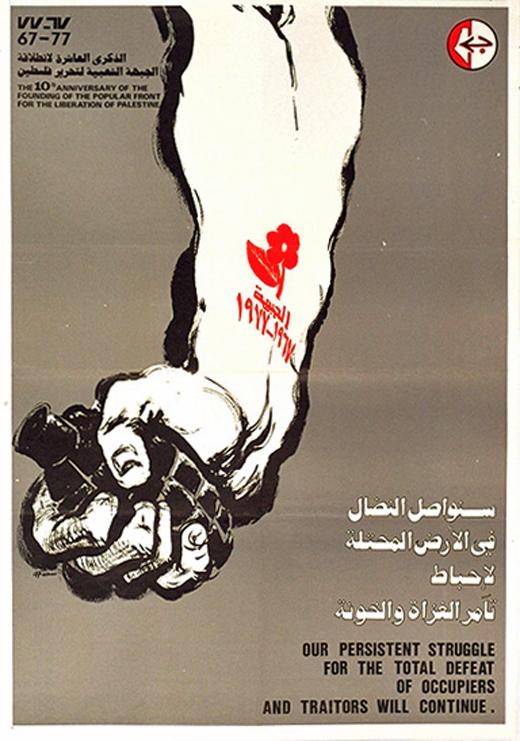 ٦٧-٧٧
67-77
الذكرى العاشرة لانطلاقة
الجبهة الشعبية لتحرير فلسطين
THE 10th ANNIVERSARY OF THE
FOUNDING OF THE POPULAR FRONT
FOR THE LIBERATION OF PALESTINE
الجبهة
١٩٦٧-١٩٧٧
سنواصل النضال
في الارض المحتلة
لاحباط
تآمر الغزاة والخونة
OUR PERSISTENT STRUGGLE
FOR THE TOTAL DEFEAT
OF OCCUPIERS
AND TRAITORS WILL CONTINUE.